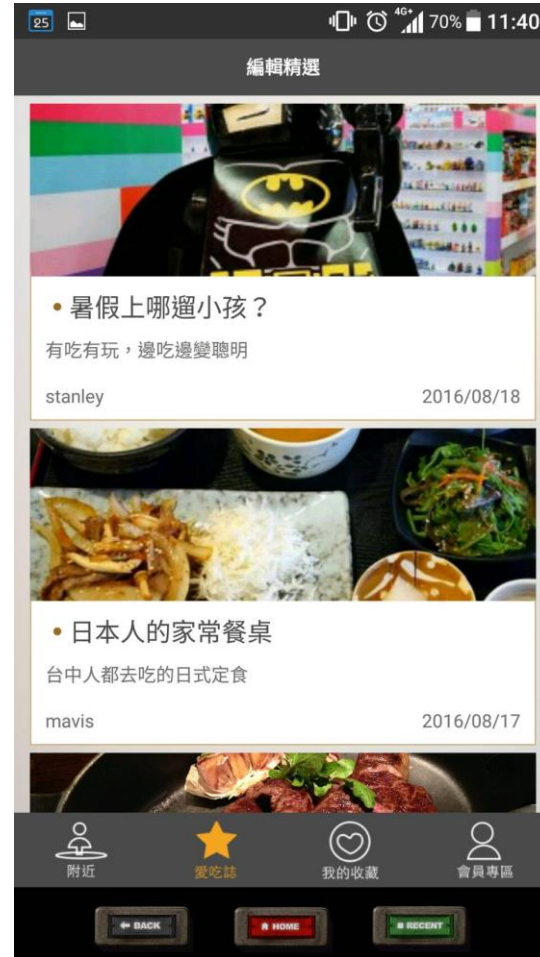 25
4G+ 70% 11:40
編輯精選
•暑假上哪遛小孩？
有吃有玩，邊吃邊變聰明
stanley 2016/08/18
•日本人的家常餐桌
台中人都去吃的日式定食
mavis 2016/08/17
附近 愛吃誌 我的收藏 會員專區
BACK HOME RECENT